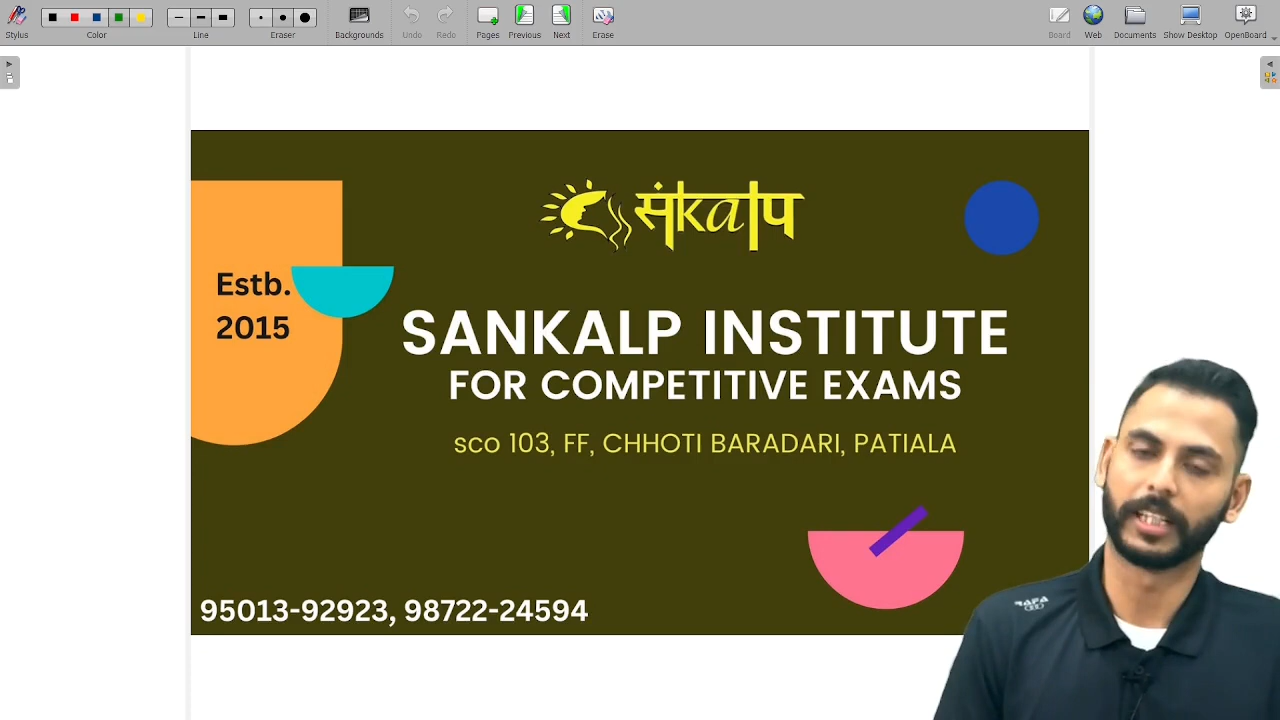 Stylus
Color
Line
Eraser
Backgrounds
Undo
Redo
Pages
Previous
Next
Erase
Board
Web
Documents
Show Desktop
OpenBoard
संkalp
Estb.
2015
SANKALP INSTITUTE
FOR COMPETITIVE EXAMS
sco 103, FF, CHHOTI BARADARI, PATIALA
95013-92923, 98722-24594